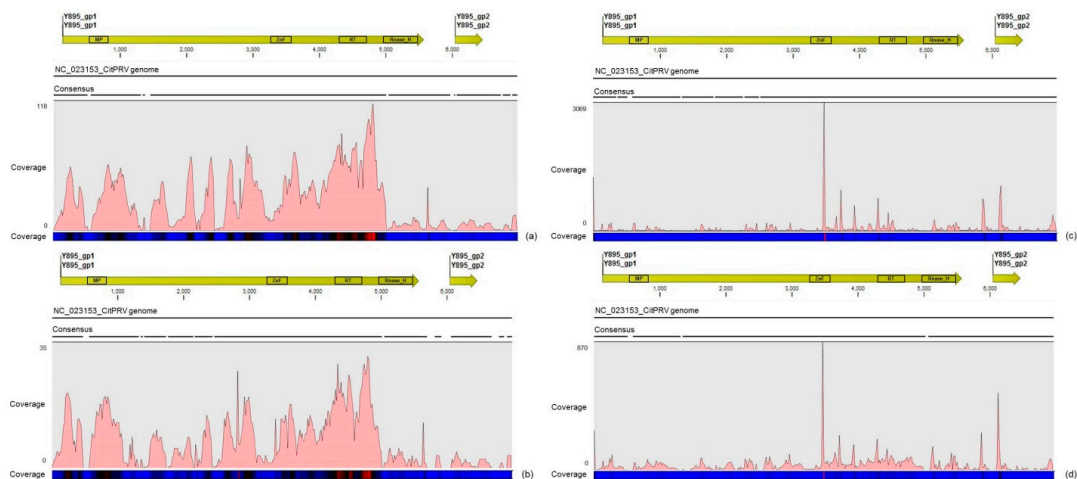 Y895_gp1
Y895_gp1
Y895_gp2
Y895_gp2
MP
ZnF
RT
Rnase_H
1,000
2,000
3,000
4,000
5,000
6,000
NC_023153_CitPRV genome
Consensus
118
Coverage
0
Coverage
(a)
Y895_gp1
Y895_gp1
Y895_gp2
Y895_gp2
MP
ZnF
RT
Rnase_H
1,000
2,000
3,000
4,000
5,000
6,000
NC_023153_CitPRV genome
Consensus
35
Coverage
0
Coverage
(b)
Y895_gp1
Y895_gp1
Y895_gp2
Y895_gp2
MP
ZnF
RT
Rnase_H
1,000
2,000
3,000
4,000
5,000
6,000
NC_023153_CitPRV genome
Consensus
3069
Coverage
0
Coverage
(c)
Y895_gp1
Y895_gp1
Y895_gp2
Y895_gp2
MP
ZnF
RT
Rnase_H
1,000
2,000
3,000
4,000
5,000
6,000
NC_023153_CitPRV genome
Consensus
870
Coverage
0
Coverage
(d)